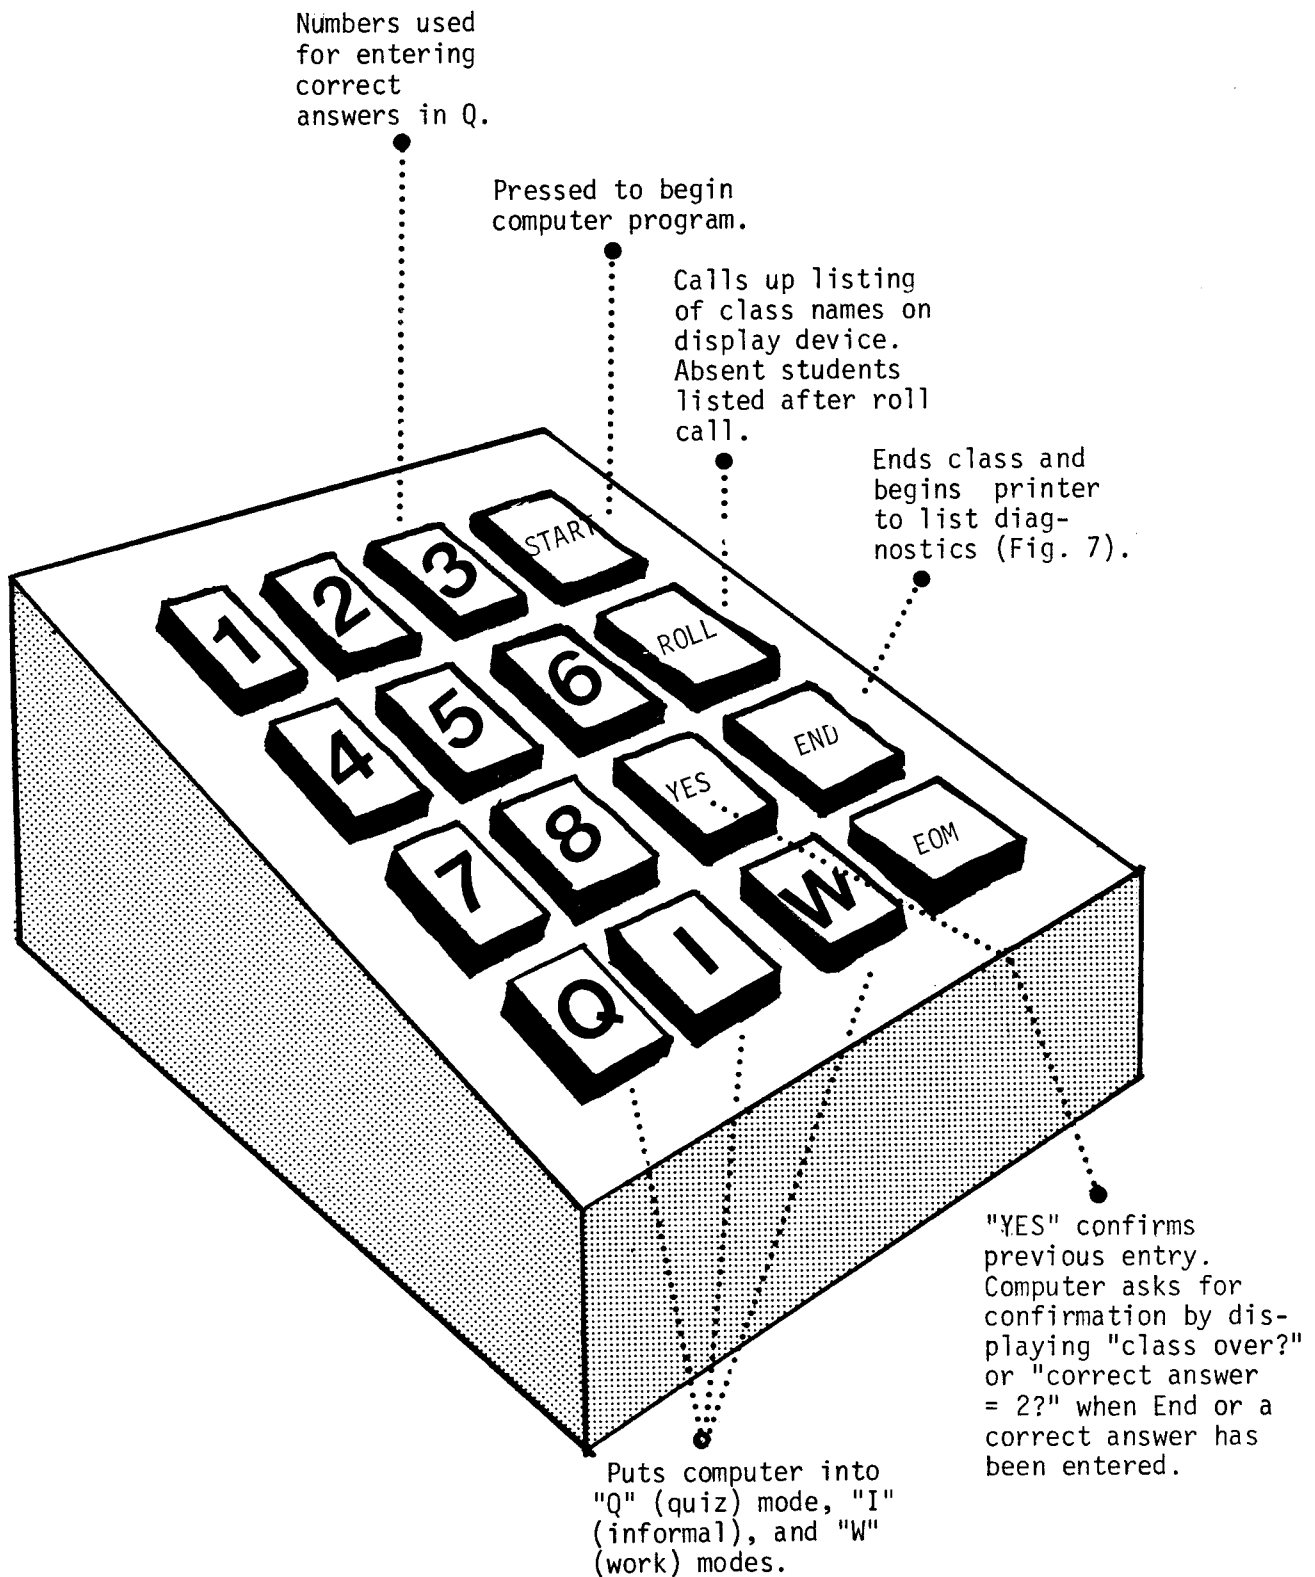 Numbers used
for entering
correct
answers in Q.
Pressed to begin
computer program.
Calls up listing
of class names on
display device.
Absent students
listed after roll
call.
Ends class and
begins printer
to list diag-
nostics (Fig. 7).
1 2 3 START
4 5 6 ROLL
7 8 YES END
Q I W EOM
"YES" confirms
previous entry.
Computer asks for
confirmation by dis-
playing "class over?"
or "correct answer
= 2?" when End or a
correct answer has
been entered.
Puts computer into
"Q" (quiz) mode, "I"
(informal), and "W"
(work) modes.